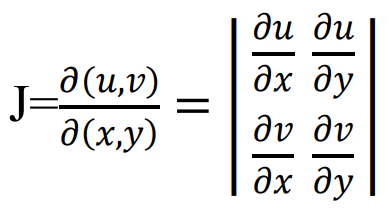 J = ∂(u,v)/∂(x,y) = | ∂u/∂x ∂u/∂y |
| ∂v/∂x ∂v/∂y |